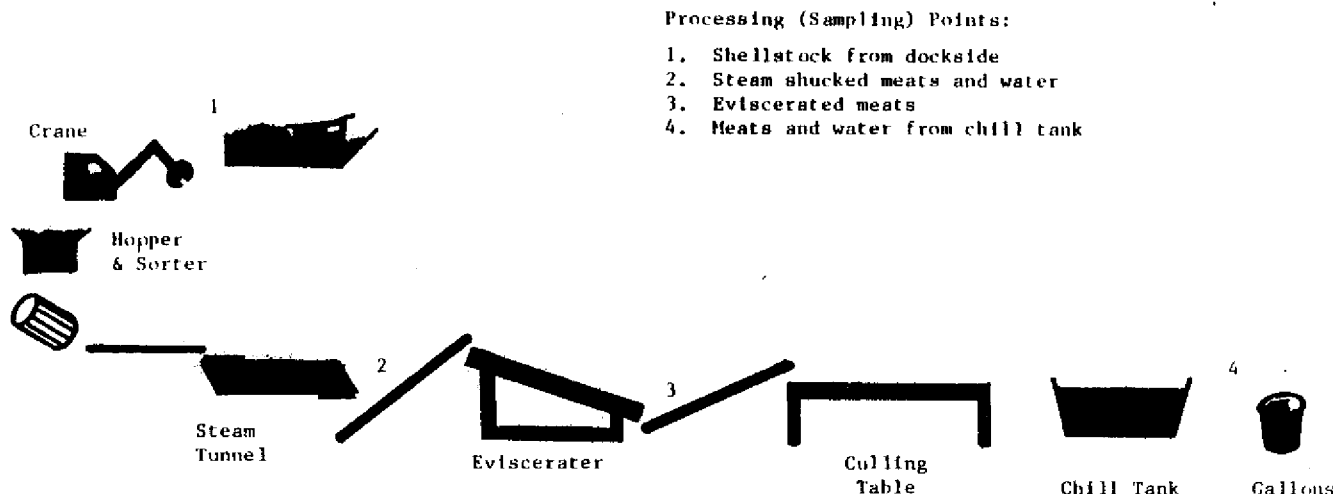 Processing (Sampling) Points:
1. Shellstock from dockside
2. Steam shucked meats and water
3. Eviscerated meats
4. Meats and water from chill tank
1
Crane
Hopper
& Sorter
2
3
4
Steam
Tunnel
Eviscerater
Culling
Table
Chill Tank
Gallons